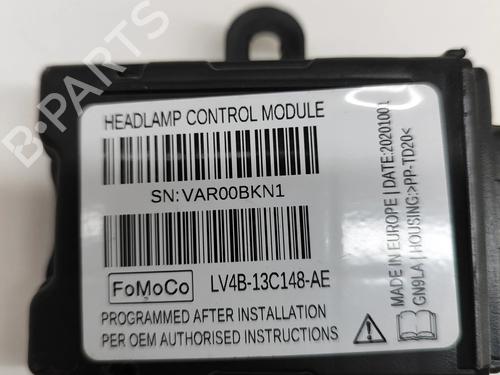 B-PARTS
HEADLAMP CONTROL MODULE
SN:VAR00BKN1
FoMoCo
LV4B-13C148-AE
PROGRAMMED AFTER INSTALLATION
PER OEM AUTHORISED INSTRUCTIONS
MADE IN EUROPE | DATE:20201001
GN9LA | HOUSING:>PP-TD20<